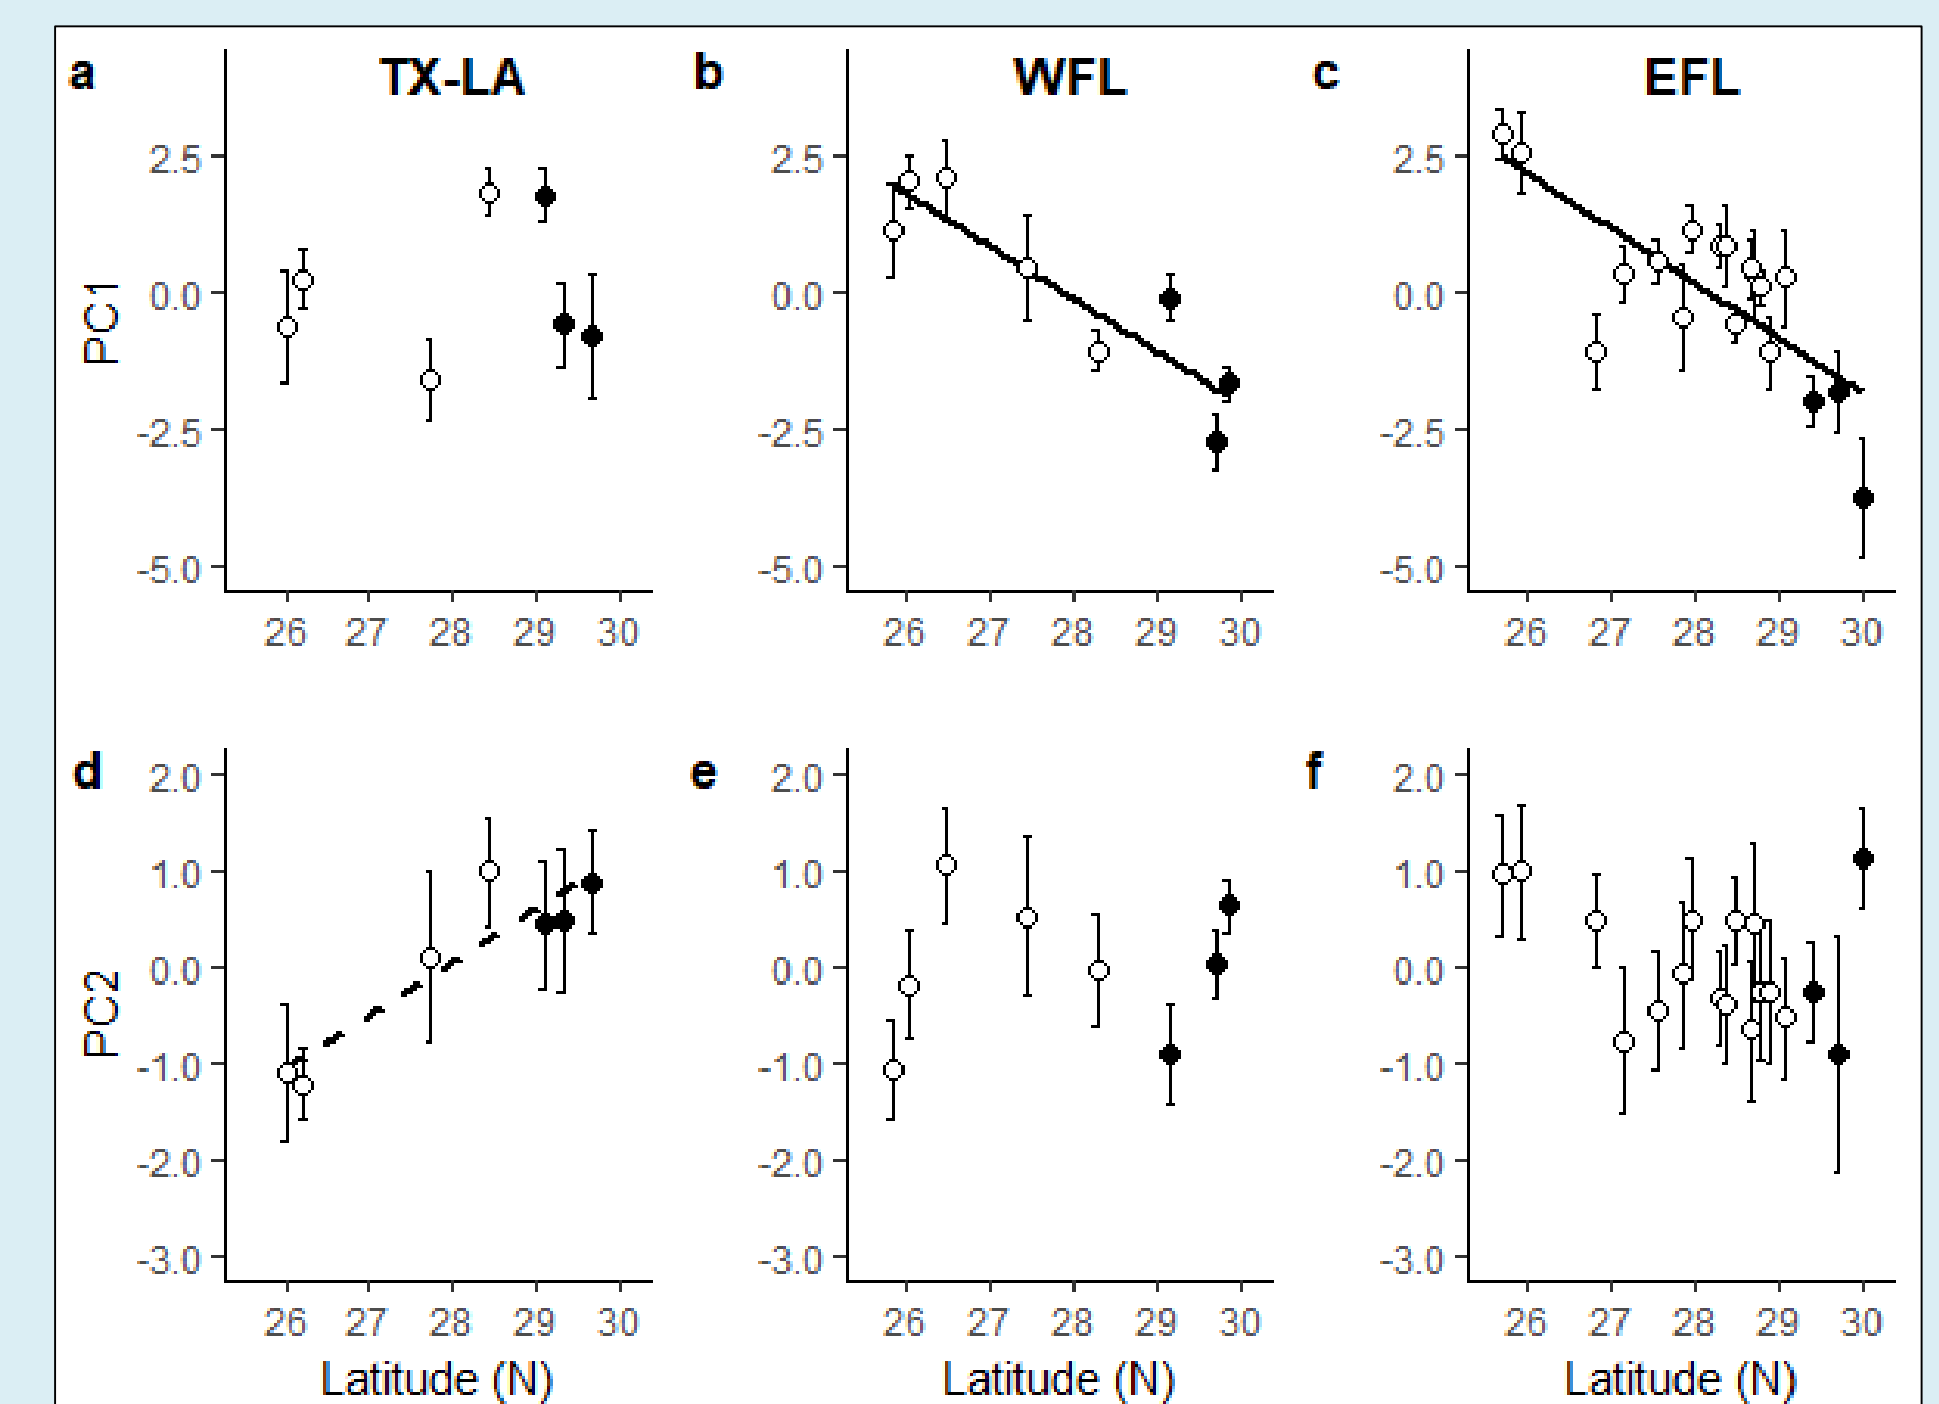 a TX-LA b WFL c EFL
PC1
2.5 2.5 2.5
0.0 0.0 0.0
-2.5 -2.5 -2.5
-5.0 -5.0 -5.0
26 27 28 29 30 26 27 28 29 30 26 27 28 29 30
d e f
PC2
2.0 2.0 2.0
1.0 1.0 1.0
0.0 0.0 0.0
-1.0 -1.0 -1.0
-2.0 -2.0 -2.0
-3.0 -3.0 -3.0
26 27 28 29 30 26 27 28 29 30 26 27 28 29 30
Latitude (N) Latitude (N) Latitude (N)